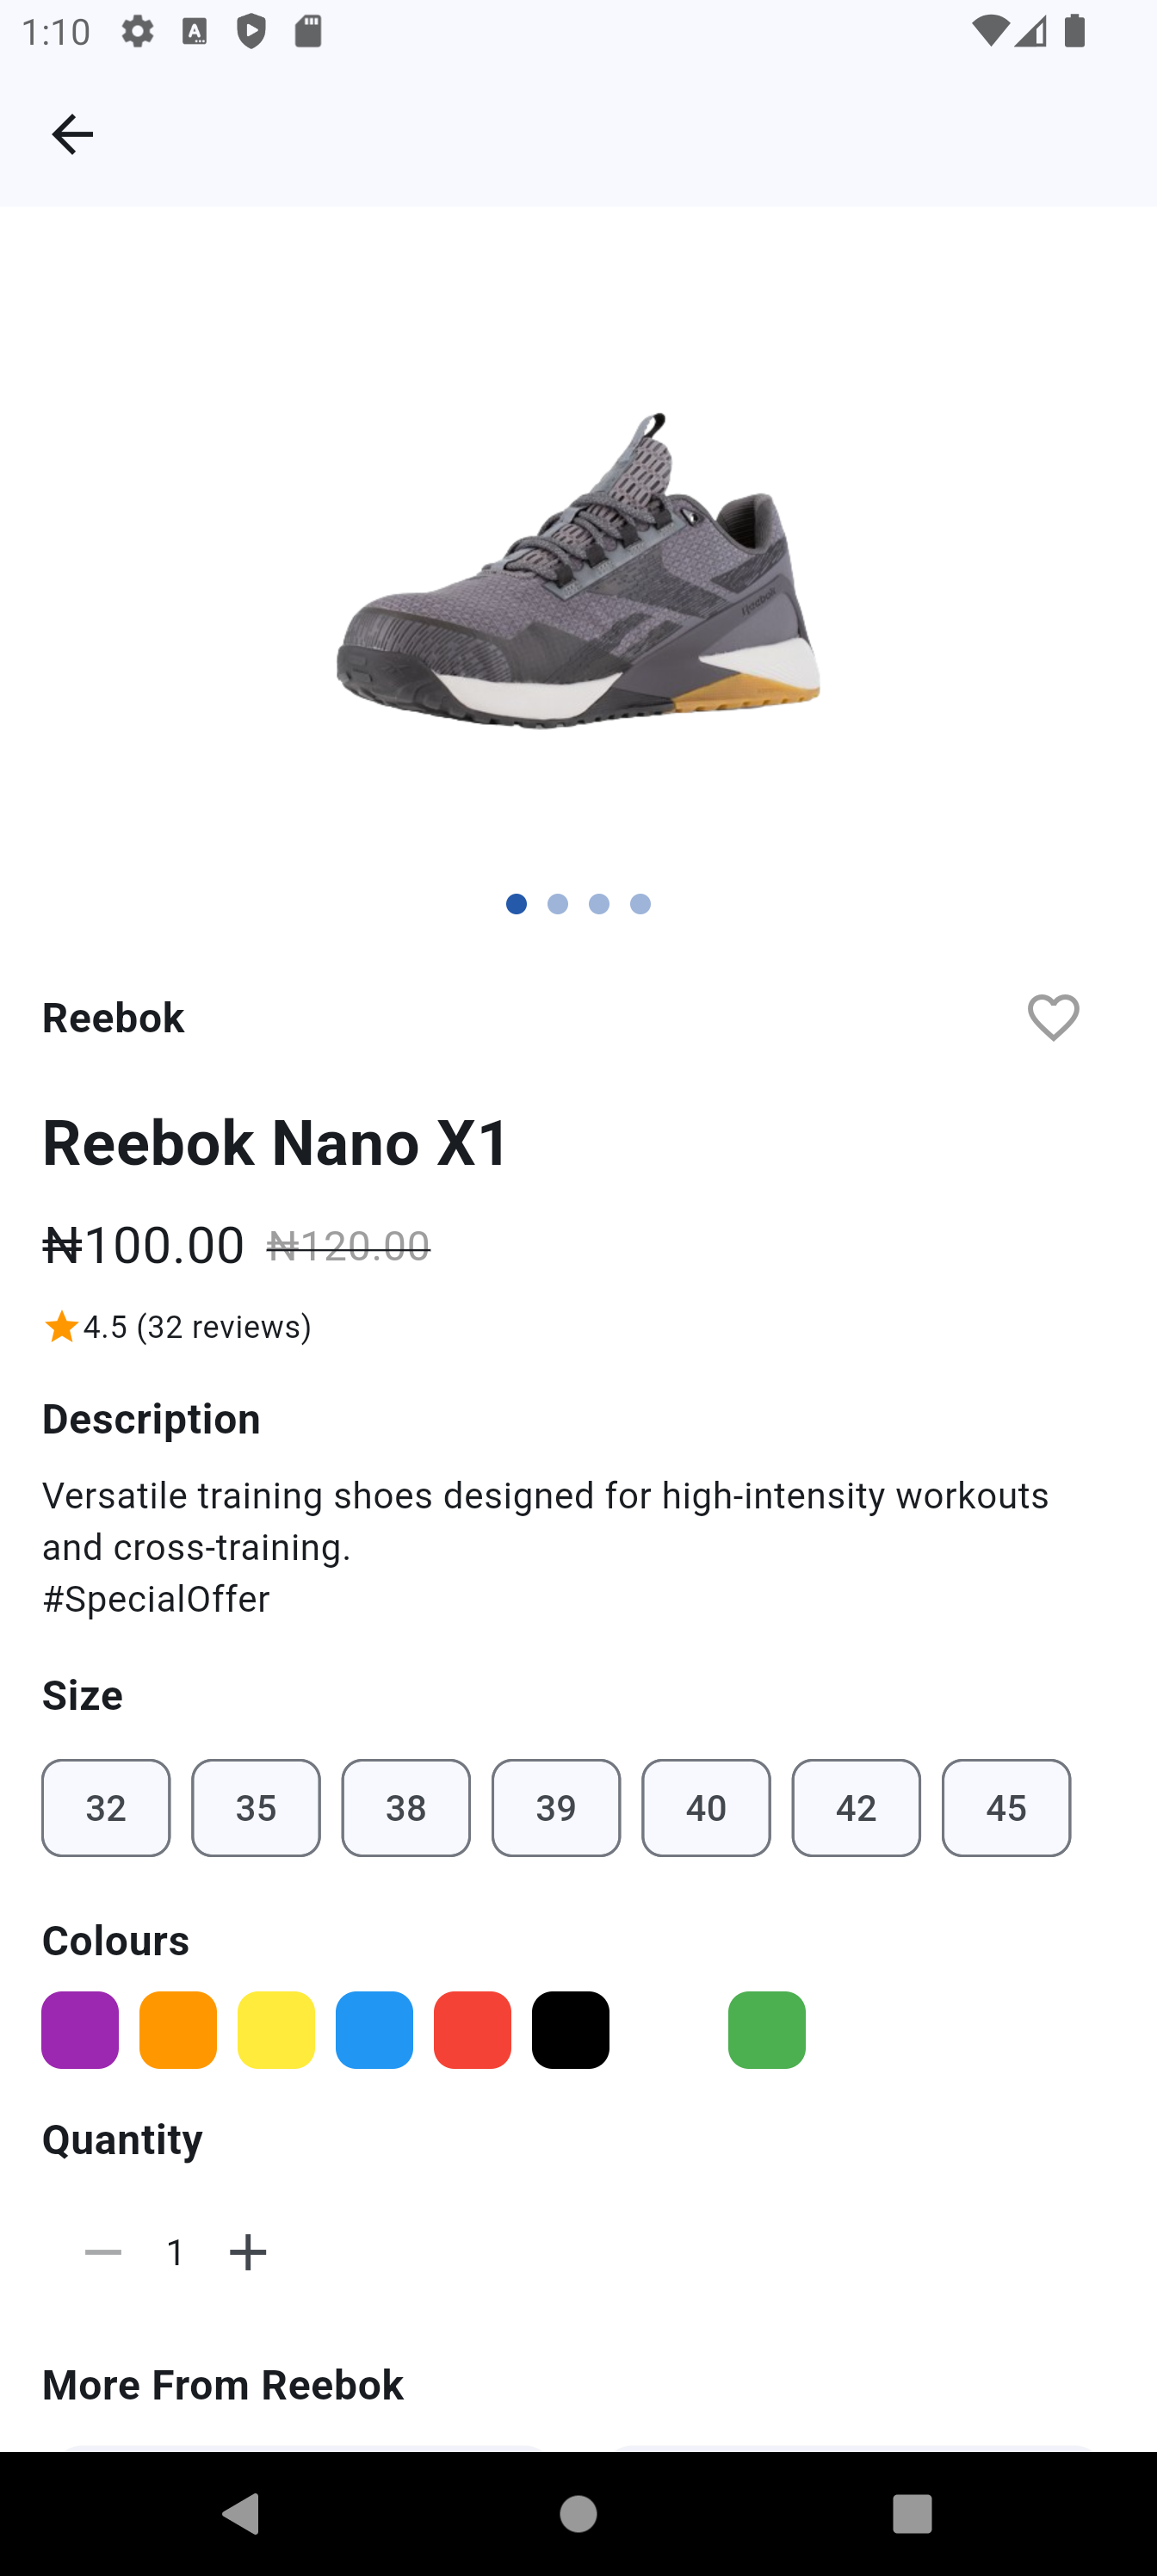 1:10
Reebok
Reebok
Reebok Nano X1
₦100.00 ₦120.00
4.5 (32 reviews)
Description
Versatile training shoes designed for high-intensity workouts
and cross-training.
#SpecialOffer
Size
32 35 38 39 40 42 45
Colours
Quantity
1
More From Reebok